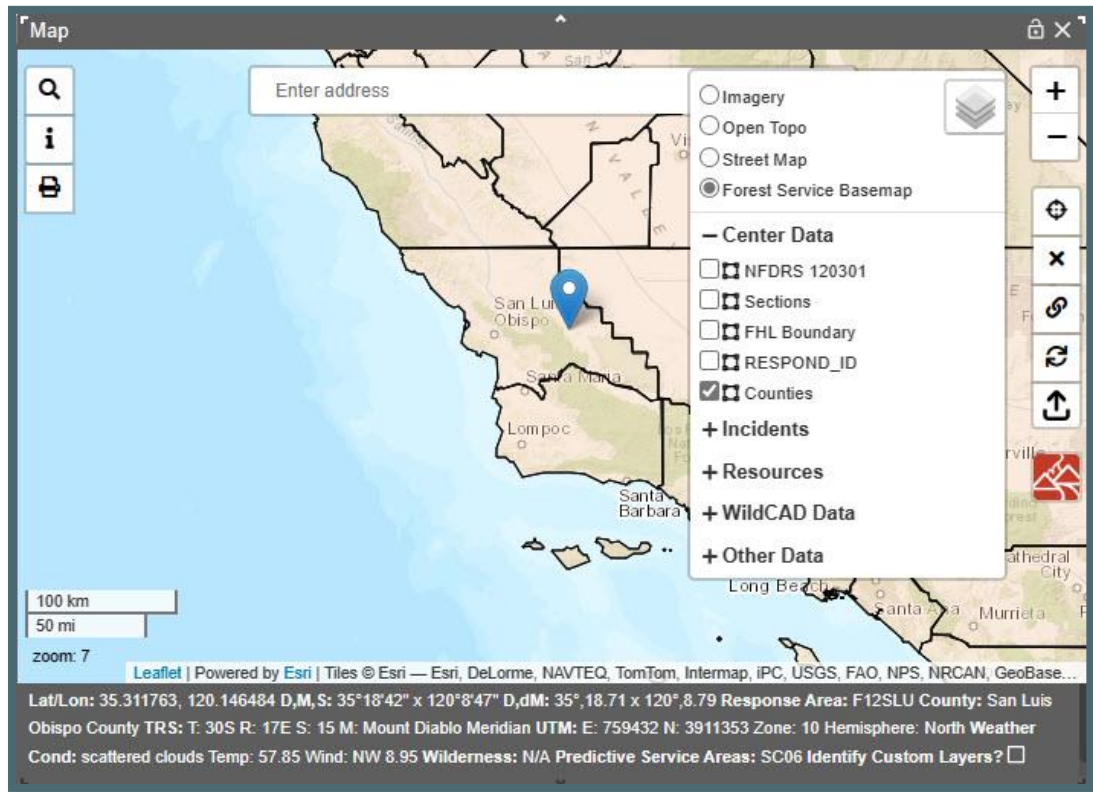 Map
Enter address
Imagery
Open Topo
Street Map
Forest Service Basemap
− Center Data
NFDRS 120301
Sections
FHL Boundary
RESPOND_ID
Counties
+ Incidents
+ Resources
+ WildCAD Data
+ Other Data
+
−
San
VALLE
San Lui
Obispo
Santa Maria
Lompoc
Santa
Barbara
Long Beach
Santa Ana
Murrieta
athedral
City
rville
100 km
50 mi
zoom: 7
Leaflet | Powered by Esri | Tiles © Esri — Esri, DeLorme, NAVTEQ, TomTom, Intermap, iPC, USGS, FAO, NPS, NRCAN, GeoBase...
Lat/Lon: 35.311763, 120.146484 D,M,S: 35°18'42" x 120°8'47" D,dM: 35°,18.71 x 120°,8.79 Response Area: F12SLU County: San Luis
Obispo County TRS: T: 30S R: 17E S: 15 M: Mount Diablo Meridian UTM: E: 759432 N: 3911353 Zone: 10 Hemisphere: North Weather
Cond: scattered clouds Temp: 57.85 Wind: NW 8.95 Wilderness: N/A Predictive Service Areas: SC06 Identify Custom Layers?